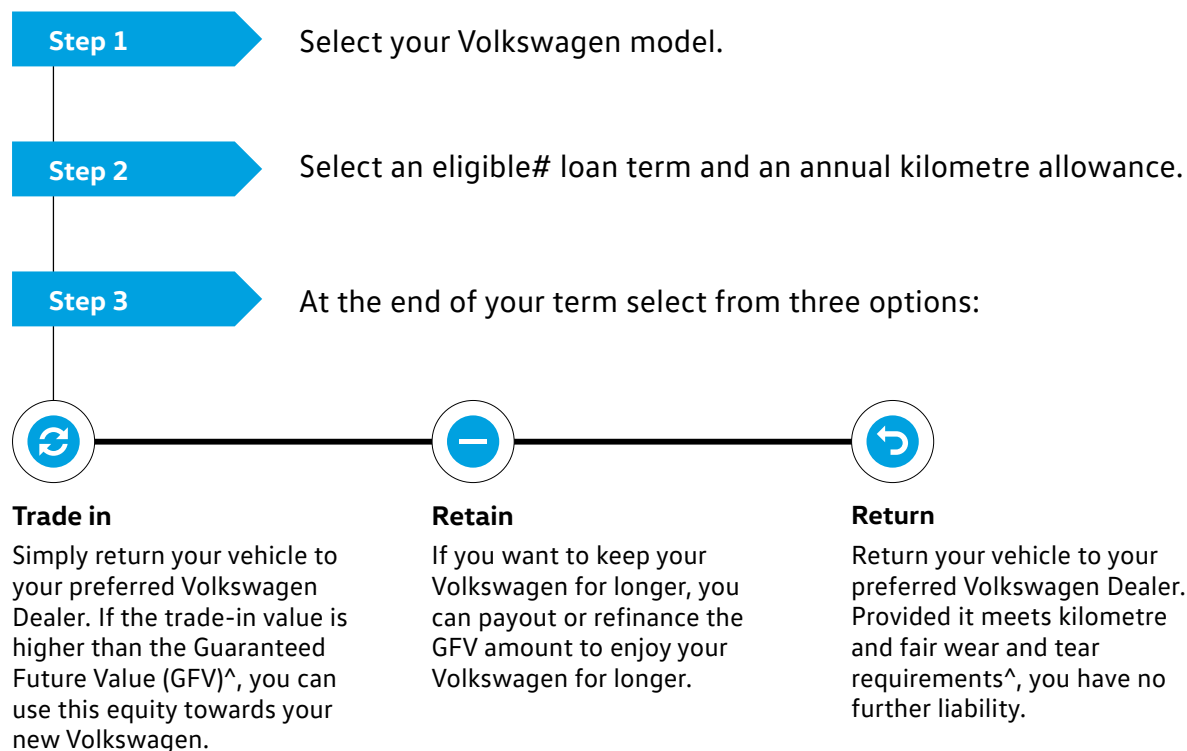 Step 1
Select your Volkswagen model.
Step 2
Select an eligible# loan term and an annual kilometre allowance.
Step 3
At the end of your term select from three options:
Trade in
Simply return your vehicle to
your preferred Volkswagen
Dealer. If the trade-in value is
higher than the Guaranteed
Future Value (GFV)^, you can
use this equity towards your
new Volkswagen.
Retain
If you want to keep your
Volkswagen for longer, you
can payout or refinance the
GFV amount to enjoy your
Volkswagen for longer.
Return
Return your vehicle to your
preferred Volkswagen Dealer.
Provided it meets kilometre
and fair wear and tear
requirements^, you have no
further liability.